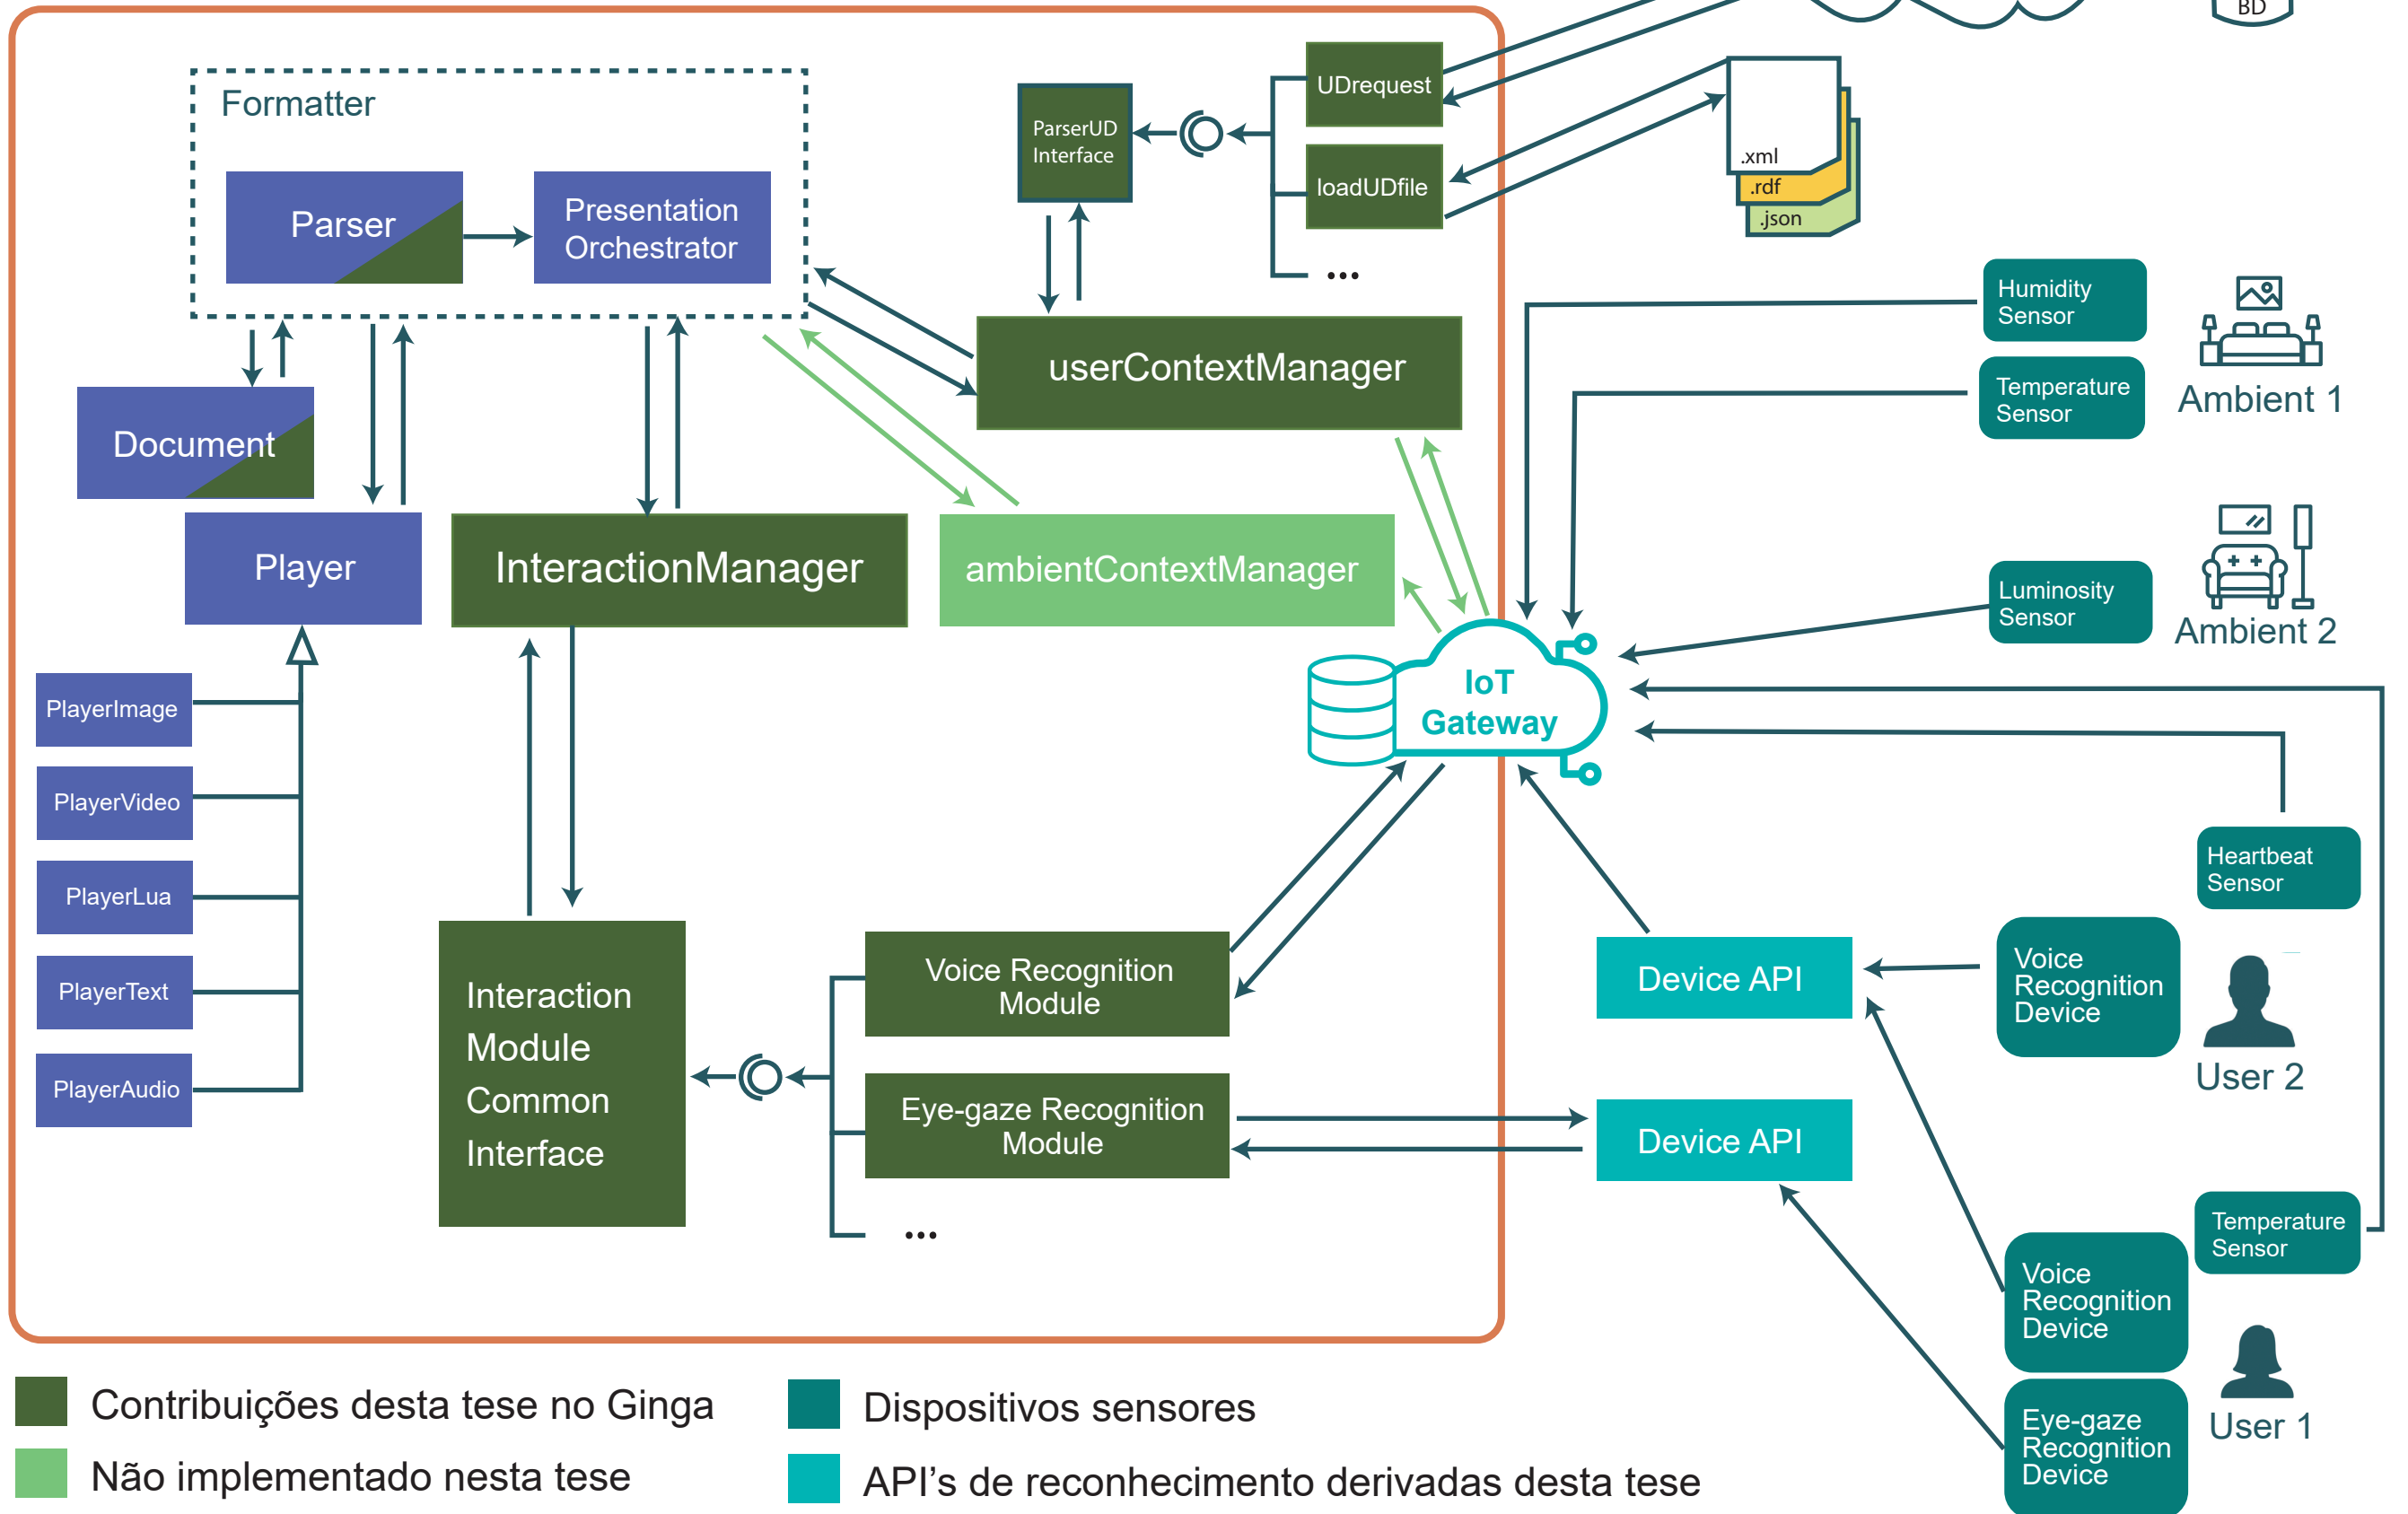 BD
Formatter
UDrequest
ParserUD
Interface
loadUDfile
...
.xml
.rdf
.json
Parser
Presentation
Orchestrator
Humidity
Sensor
Temperature
Sensor
Ambient 1
userContextManager
Document
Player
InteractionManager
ambientContextManager
Luminosity
Sensor
Ambient 2
IoT
Gateway
PlayerImage
PlayerVideo
PlayerLua
PlayerText
PlayerAudio
Heartbeat
Sensor
Interaction
Module
Common
Interface
Voice Recognition
Module
Eye-gaze Recognition
Module
...
Device API
Device API
Voice
Recognition
Device
User 2
Temperature
Sensor
Voice
Recognition
Device
Eye-gaze
Recognition
Device
User 1
Contribuições desta tese no Ginga
Não implementado nesta tese
Dispositivos sensores
API’s de reconhecimento derivadas desta tese